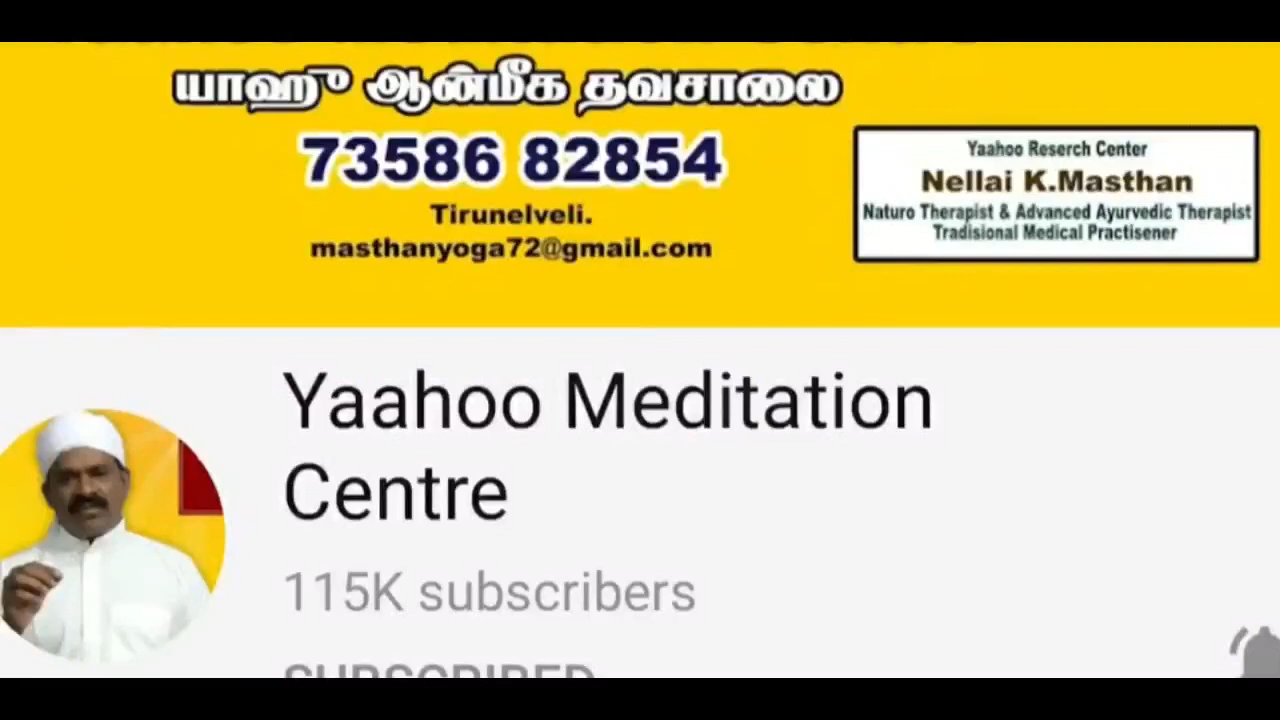 யாஹு ஆன்மீக தவசாலை
73586 82854
Tirunelveli.
masthanyoga72@gmail.com
Yaahoo Reserch Center
Nellai K.Masthan
Naturo Therapist & Advanced Ayurvedic Therapist
Tradisional Medical Practisener
Yaahoo Meditation
Centre
115K subscribers
SUBSCRIBED